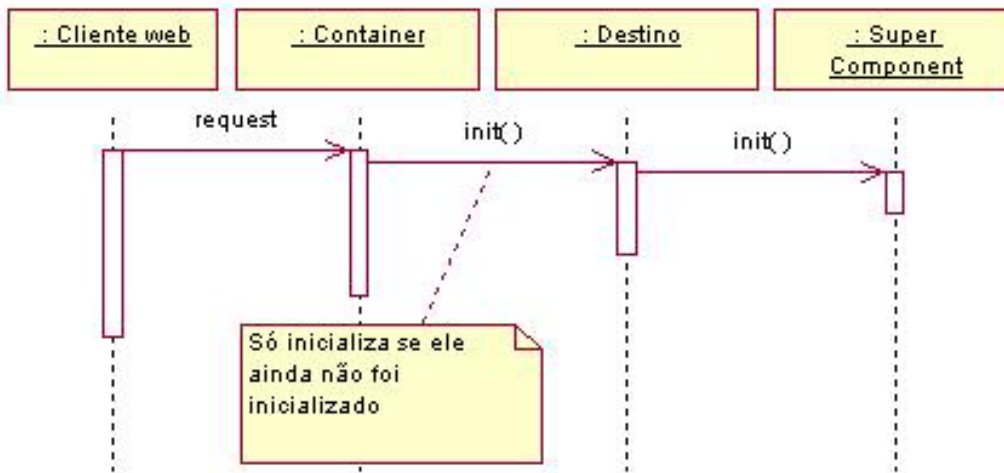 : Cliente web
: Container
: Destino
: Super
Component
request
init( )
init( )
Só inicializa se ele
ainda não foi
inicializado